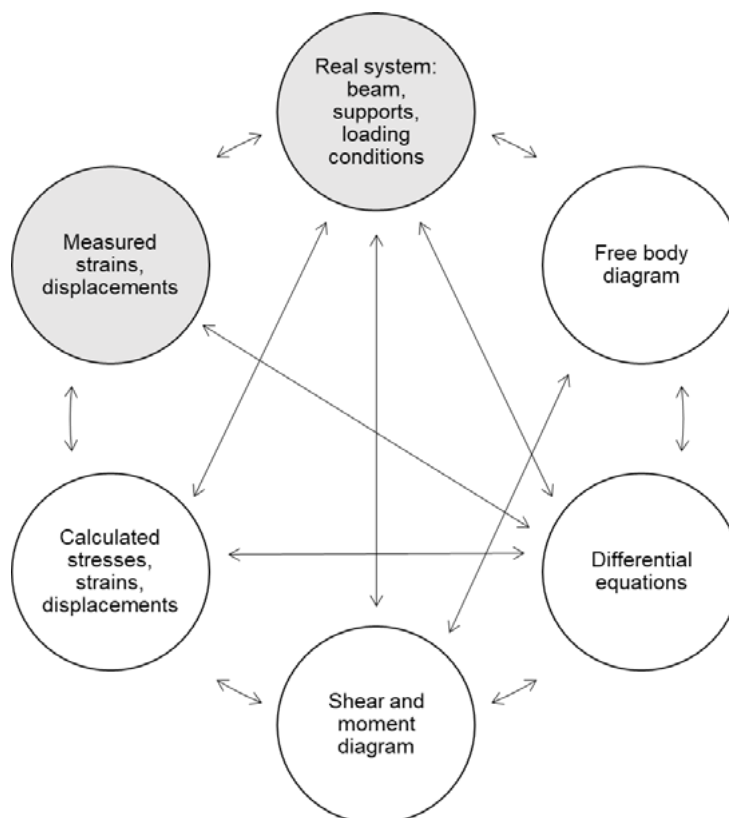 Real system:
beam,
supports,
loading
conditions
Measured
strains,
displacements
Free body
diagram
Calculated
stresses,
strains,
displacements
Differential
equations
Shear and
moment
diagram